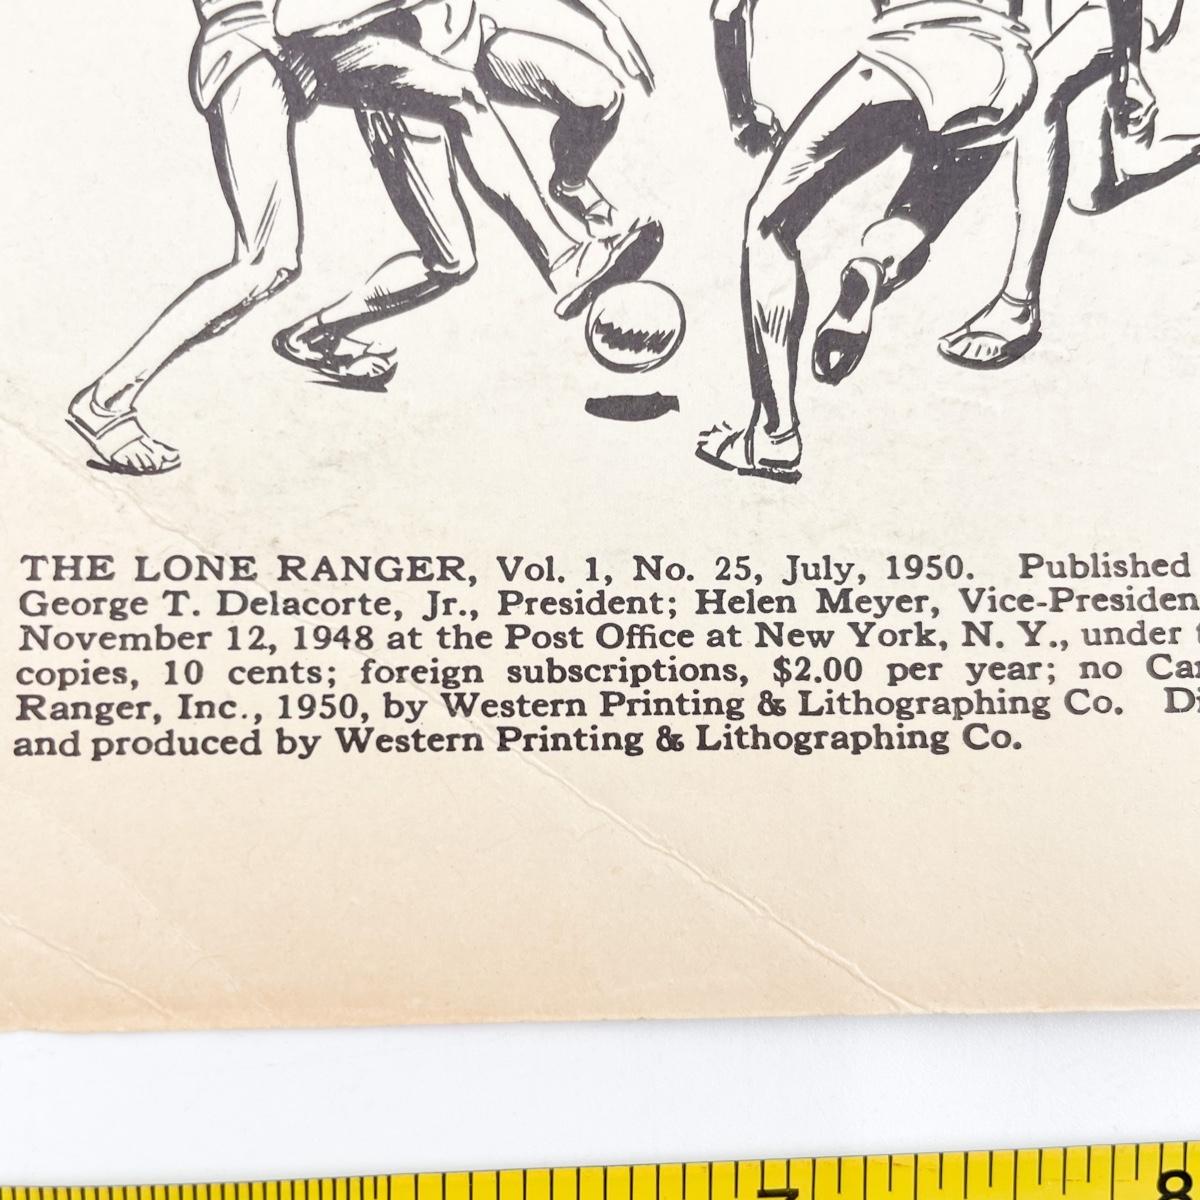 THE LONE RANGER, Vol. 1, No. 25, July, 1950. Published
George T. Delacorte, Jr., President; Helen Meyer, Vice-Presiden
November 12, 1948 at the Post Office at New York, N. Y., under
copies, 10 cents; foreign subscriptions, $2.00 per year; no Ca
Ranger, Inc., 1950, by Western Printing & Lithographing Co. D
and produced by Western Printing & Lithographing Co.
7 8